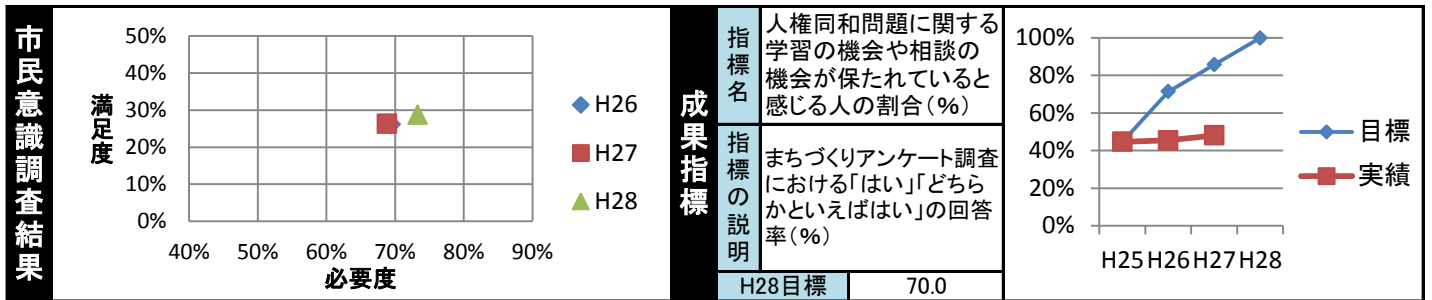 市民意識調査結果
50%
40%
30%
20%
10%
0%
満足度
40% 50% 60% 70% 80% 90%
必要度
H26
H27
H28
成果指標
指標名
人権同和問題に関する
学習の機会や相談の
機会が保たれていると
感じる人の割合(%)
指標の説明
まちづくりアンケート調査
における「はい」「どちら
かといえばはい」の回答
率(%)
H28目標 70.0
100%
80%
60%
40%
20%
0%
H25 H26 H27 H28
目標
実績